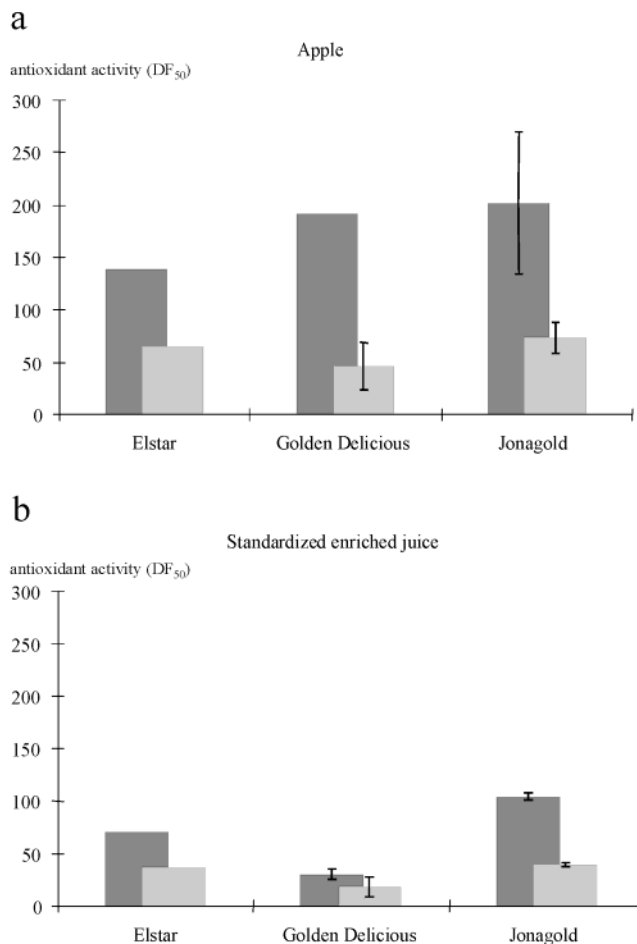 a
Apple
antioxidant activity (DF50)
300
250
200
150
100
50
0
Elstar Golden Delicious Jonagold
b
Standardized enriched juice
antioxidant activity (DF50)
300
250
200
150
100
50
0
Elstar Golden Delicious Jonagold